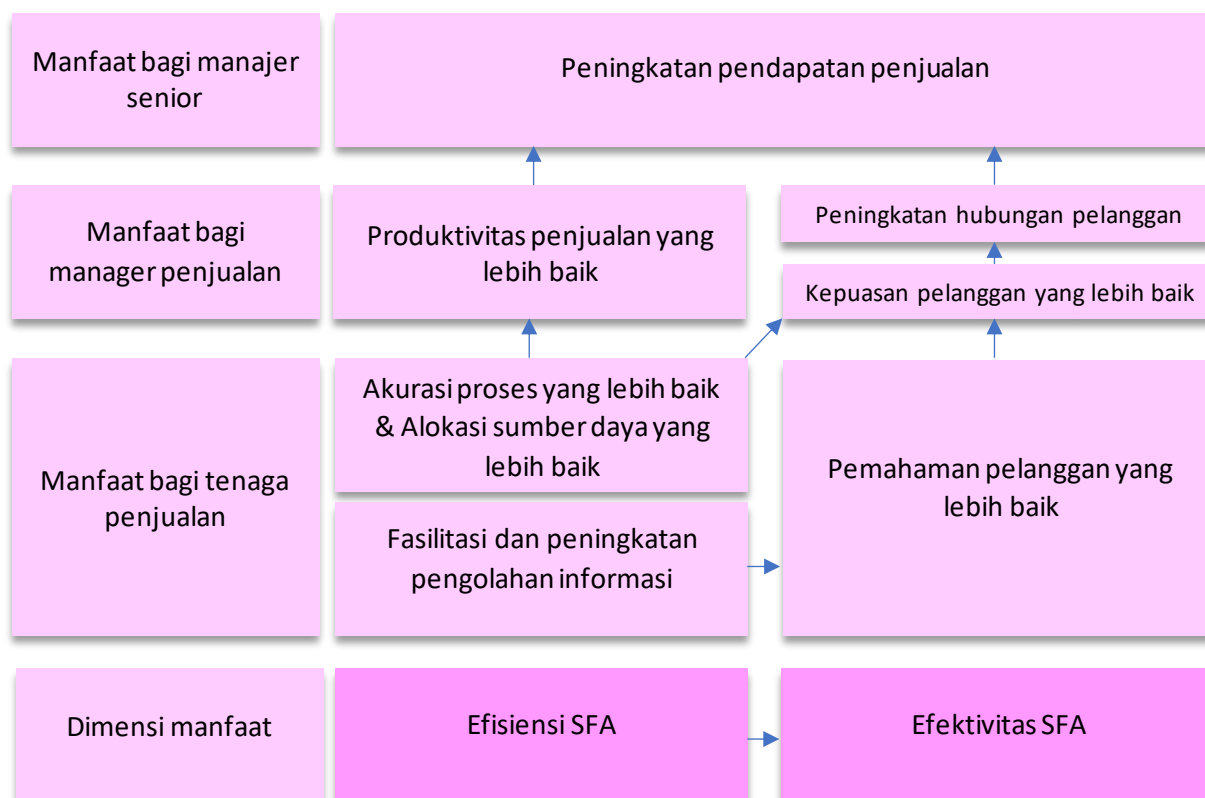 Manfaat bagi manajer
senior
Peningkatan pendapatan penjualan
Manfaat bagi
manager penjualan
Produktivitas penjualan yang
lebih baik
Peningkatan hubungan pelanggan
Kepuasan pelanggan yang lebih baik
Manfaat bagi tenaga
penjualan
Akurasi proses yang lebih baik
& Alokasi sumber daya yang
lebih baik
Fasilitasi dan peningkatan
pengolahan informasi
Pemahaman pelanggan yang
lebih baik
Dimensi manfaat
Efisiensi SFA
Efektivitas SFA